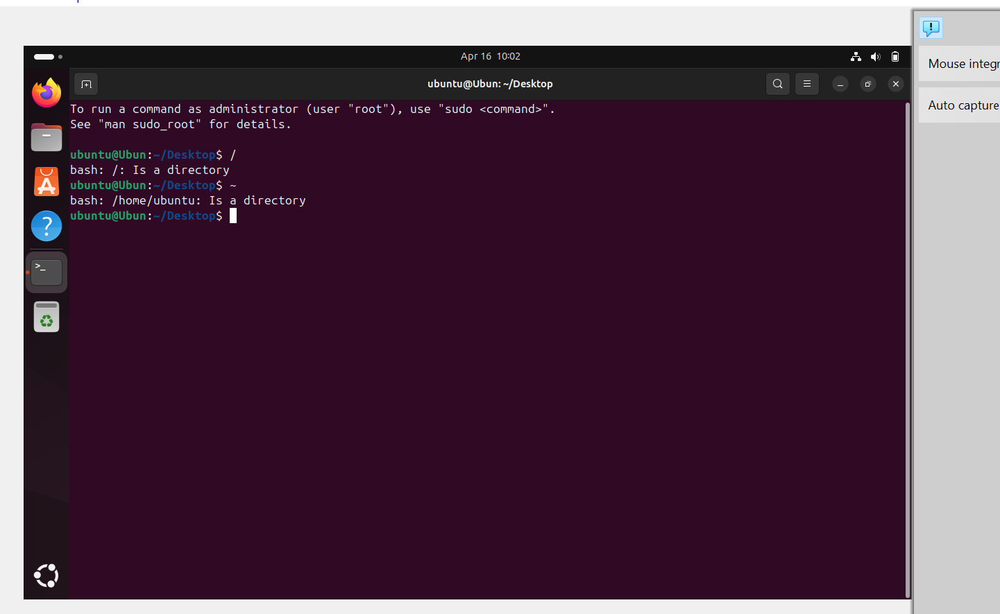 Apr 16 10:02
Mouse integr
ubuntu@Ubun: ~/Desktop
Auto capture
To run a command as administrator (user "root"), use "sudo <command>".
See "man sudo_root" for details.
ubuntu@Ubun:~/Desktop$ /
bash: /: Is a directory
ubuntu@Ubun:~/Desktop$ ~
bash: /home/ubuntu: Is a directory
ubuntu@Ubun:~/Desktop$